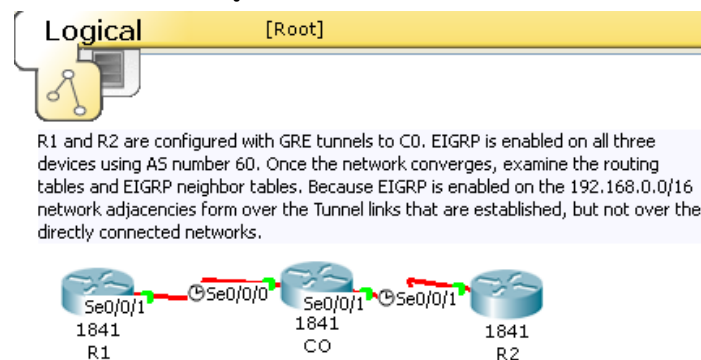 Logical [Root]
R1 and R2 are configured with GRE tunnels to C0. EIGRP is enabled on all three
devices using AS number 60. Once the network converges, examine the routing
tables and EIGRP neighbor tables. Because EIGRP is enabled on the 192.168.0.0/16
network adjacencies form over the Tunnel links that are established, but not over the
directly connected networks.
Se0/0/1 Se0/0/0 Se0/0/1 Se0/0/1
1841 1841 1841
R1 CO R2